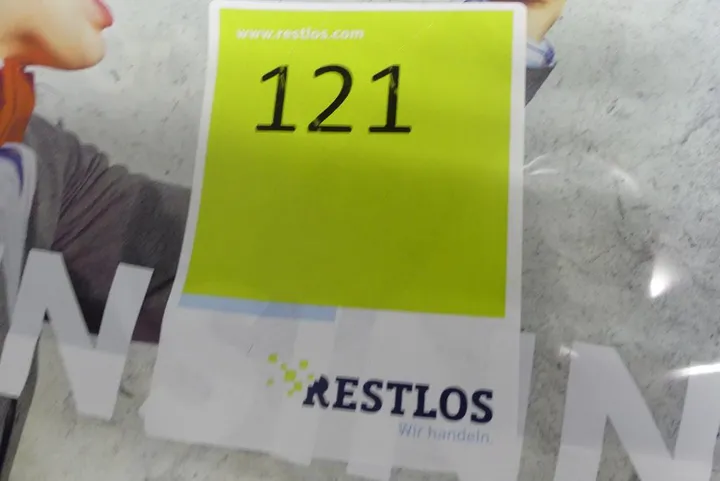 www.restlos.com
121
RESTLOS
Wir handeln.
N
N